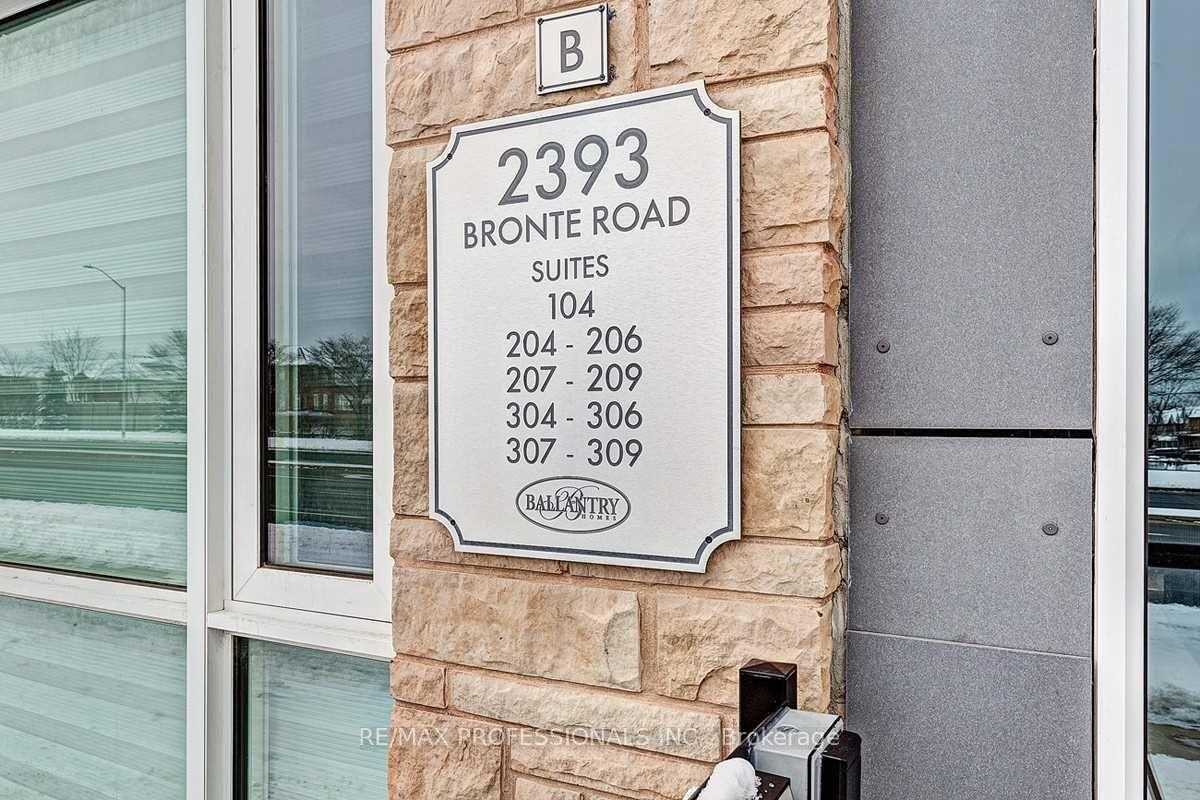 B
2393
BRONTE ROAD
SUITES
104
204 - 206
207 - 209
304 - 306
307 - 309
BALLANTRY
HOMES
RE/MAX PROFESSIONALS INC., Brokerage